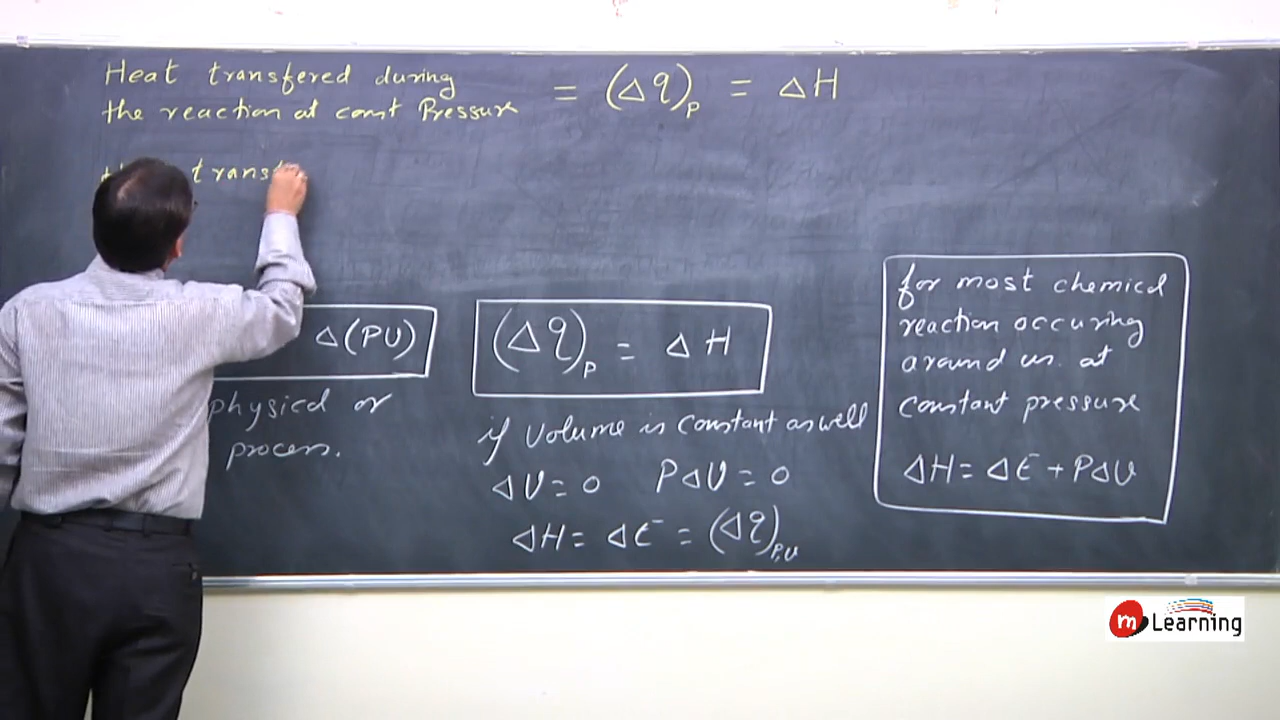 Heat transfered during
the reaction at const Pressure = (Δq)P = ΔH
trans
Δ(PV)
physical or
process.
(Δq)P = ΔH
if Volume is constant as well
ΔV = 0 PΔV = 0
ΔH = ΔE = (Δq)P,V
for most chemical
reaction occuring
around us. at
constant pressure
ΔH = ΔE + PΔV
m Learning